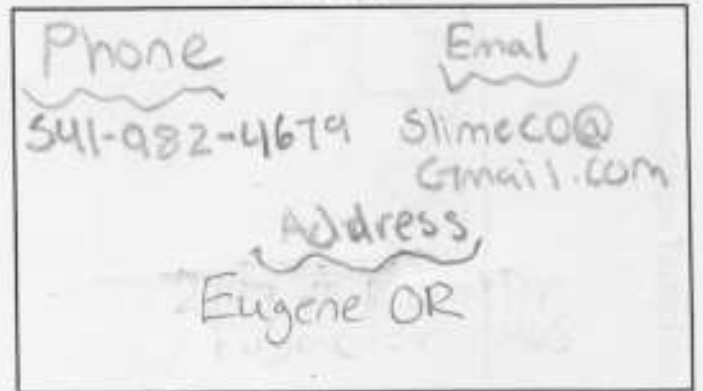 Phone
541-982-4679
Emal
Slimeco@
Gmail.com
Address
Eugene OR